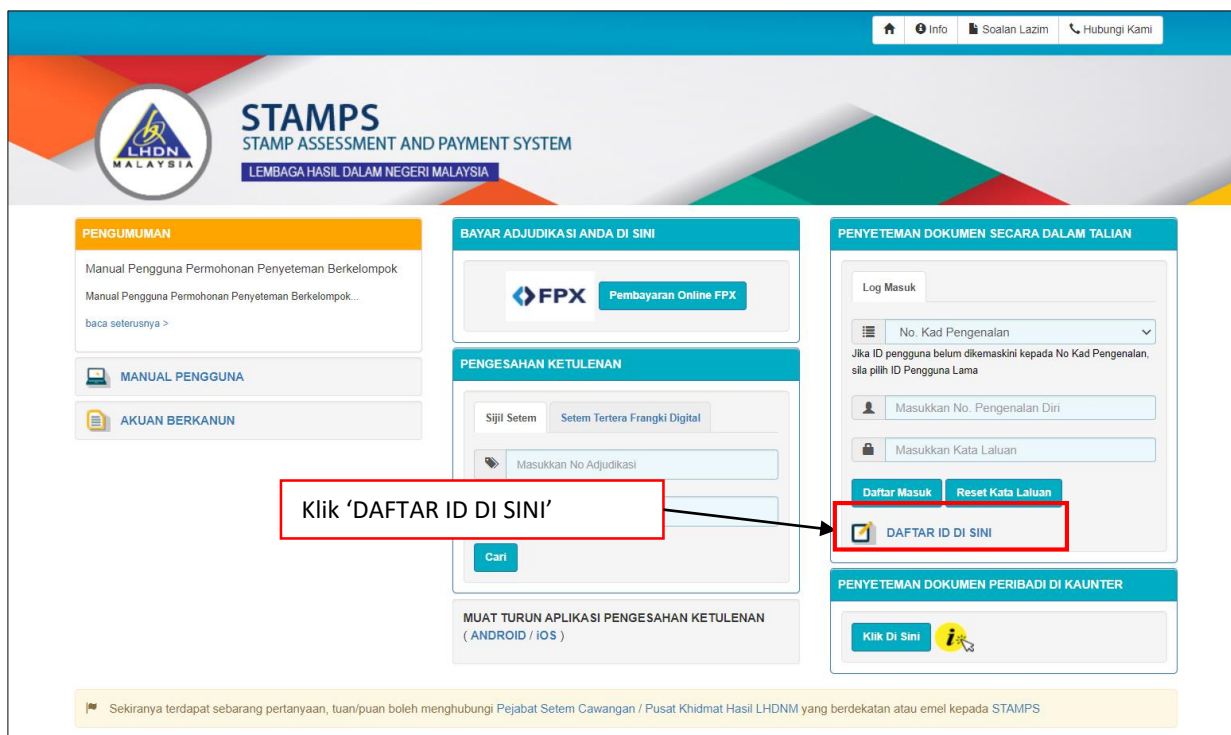 Info
Soalan Lazim
Hubungi Kami
LHDN
MALAYSIA
STAMPS
STAMP ASSESSMENT AND PAYMENT SYSTEM
LEMBAGA HASIL DALAM NEGERI MALAYSIA
PENGUMUMAN
Manual Pengguna Permohonan Penyeteman Berkelompok
Manual Pengguna Permohonan Penyeteman Berkelompok...
baca seterusnya >
MANUAL PENGGUNA
AKUAN BERKANUN
BAYAR ADJUDIKASI ANDA DI SINI
FPX
Pembayaran Online FPX
PENGESAHAN KETULENAN
Sijil Setem
Setem Tertera Frangki Digital
Masukkan No Adjudikasi
Klik ‘DAFTAR ID DI SINI’
Cari
MUAT TURUN APLIKASI PENGESAHAN KETULENAN
( ANDROID / iOS )
PENYETEMAN DOKUMEN SECARA DALAM TALIAN
Log Masuk
No. Kad Pengenalan
Jika ID pengguna belum dikemaskini kepada No Kad Pengenalan,
sila pilih ID Pengguna Lama
Masukkan No. Pengenalan Diri
Masukkan Kata Laluan
Daftar Masuk
Reset Kata Laluan
DAFTAR ID DI SINI
PENYETEMAN DOKUMEN PERIBADI DI KAUNTER
Klik Di Sini
i
Sekiranya terdapat sebarang pertanyaan, tuan/puan boleh menghubungi Pejabat Setem Cawangan / Pusat Khidmat Hasil LHDNM yang berdekatan atau emel kepada STAMPS